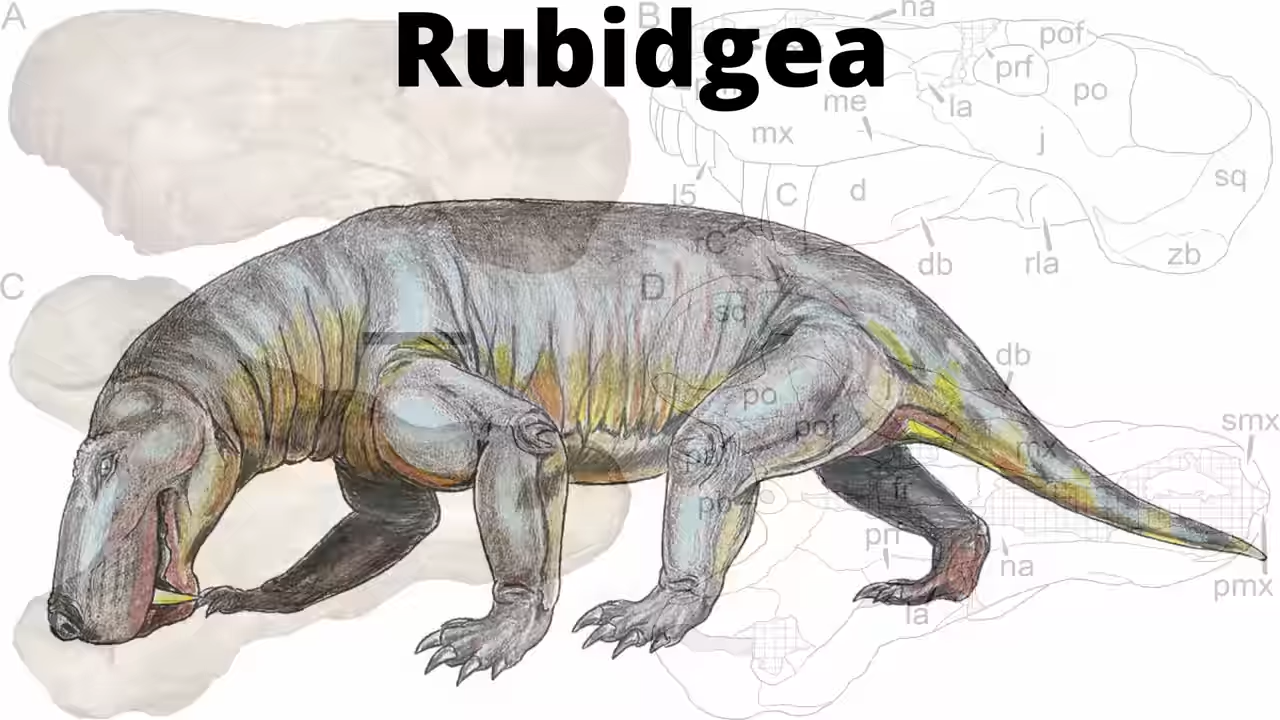 Rubidgea
A
B
na
pof
prf
po
me
la
mx
j
sq
l5
C
d
rC
db
rla
zb
C
D
sq
db
po
pof
smx
mx
fr
prf
na
pmx
la